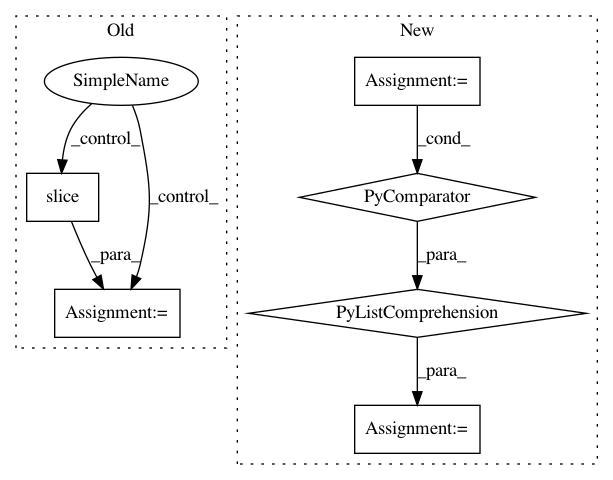 Old
New
SimpleName
Assignment:=
_control_
_cond_
slice
_control_
PyComparator
_para_
_para_
Assignment:=
PyListComprehension
_para_
Assignment:=